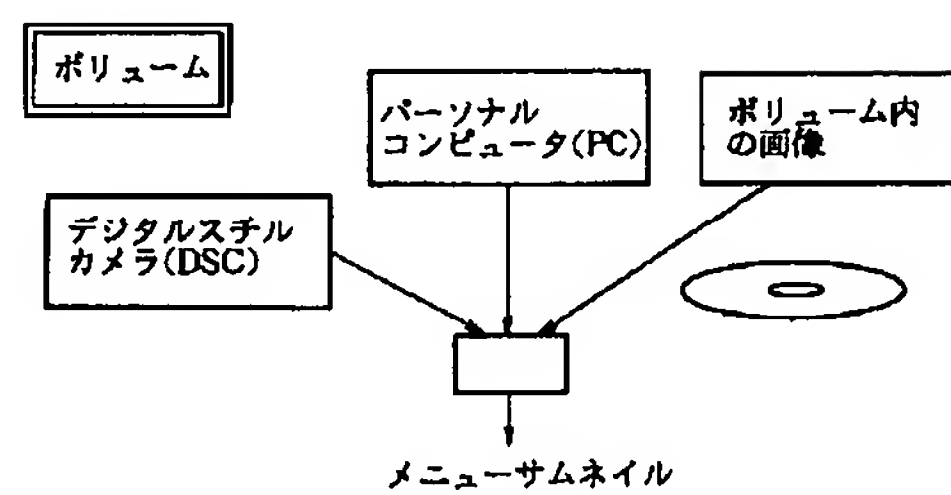 ボリューム
パーソナル
コンピュータ(PC)
ボリューム内
の画像
デジタルスチル
カメラ(DSC)
メニューサムネイル